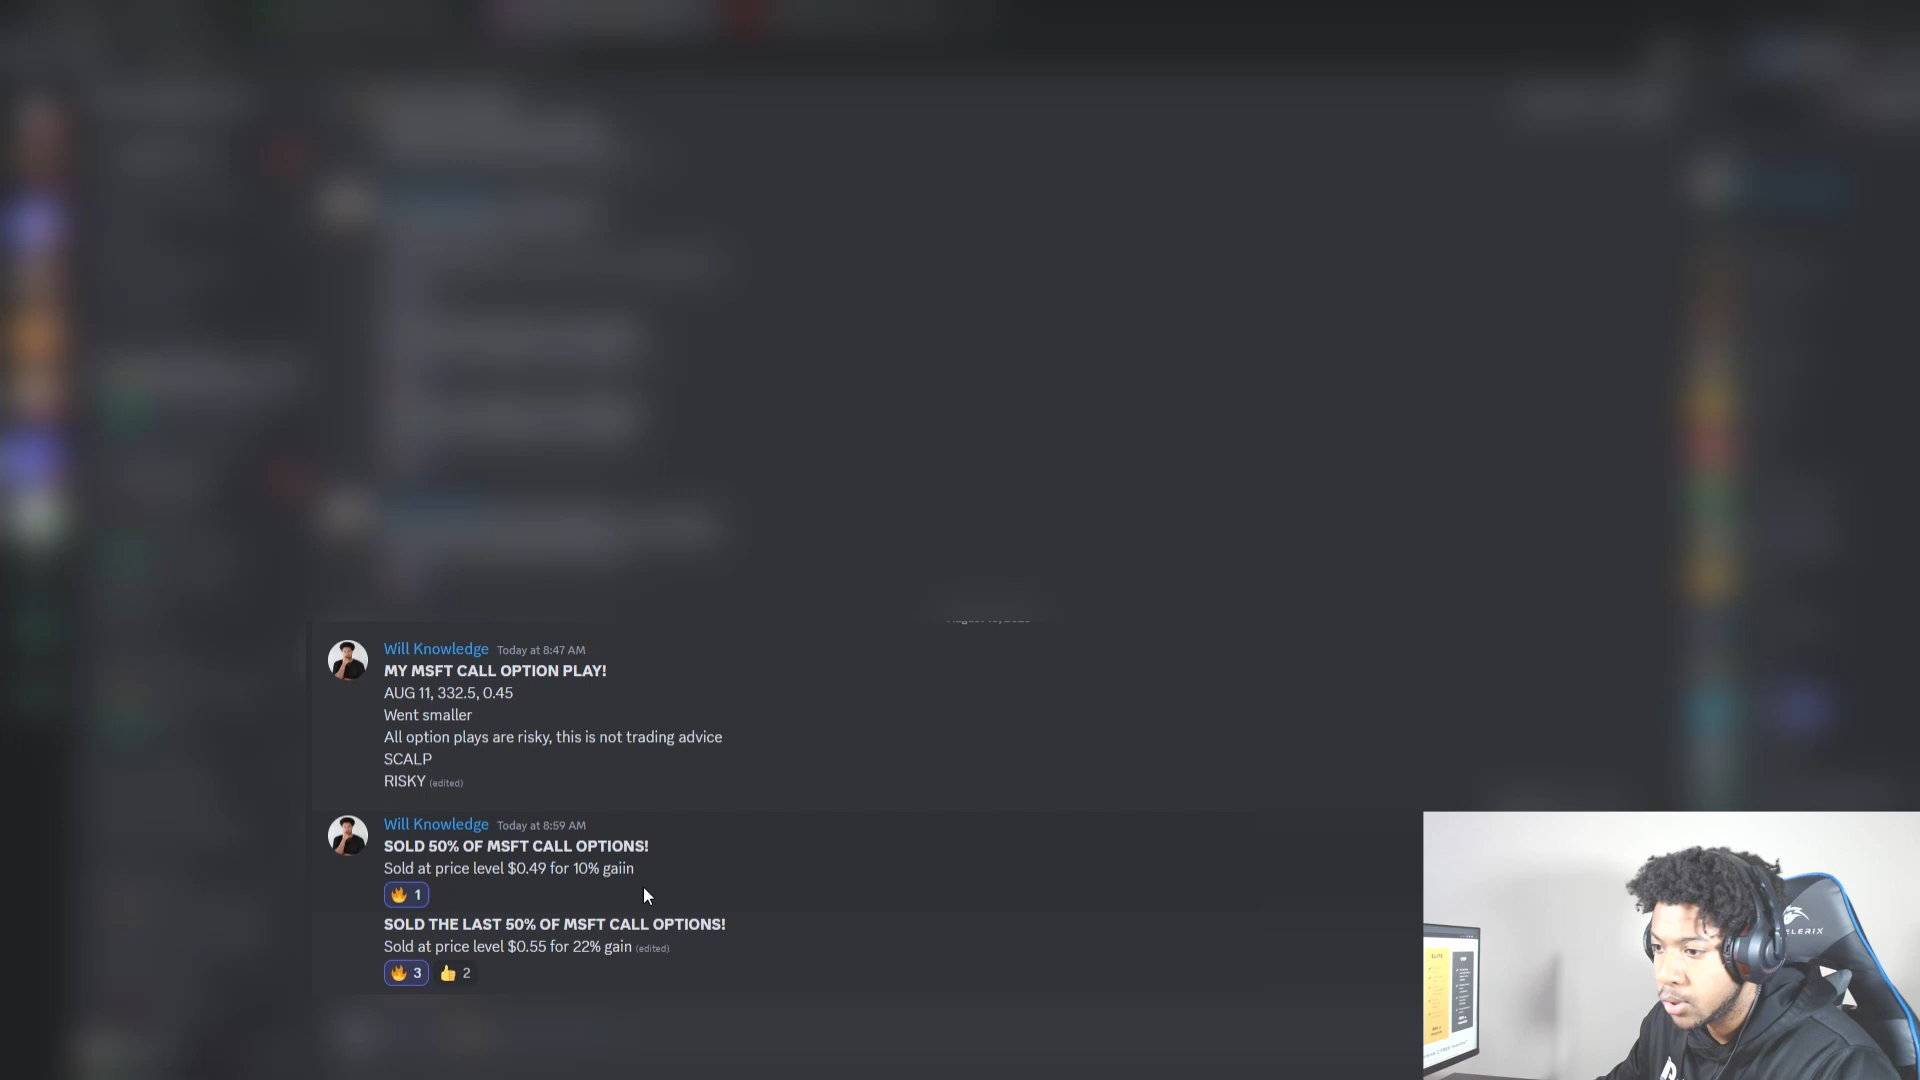 Will Knowledge Today at 8:47 AM
MY MSFT CALL OPTION PLAY!
AUG 11, 332.5, 0.45
Went smaller
All option plays are risky, this is not trading advice
SCALP
RISKY (edited)
Will Knowledge Today at 8:59 AM
SOLD 50% OF MSFT CALL OPTIONS!
Sold at price level $0.49 for 10% gaiin
🔥 1
SOLD THE LAST 50% OF MSFT CALL OPTIONS!
Sold at price level $0.55 for 22% gain (edited)
🔥 3 👍 2